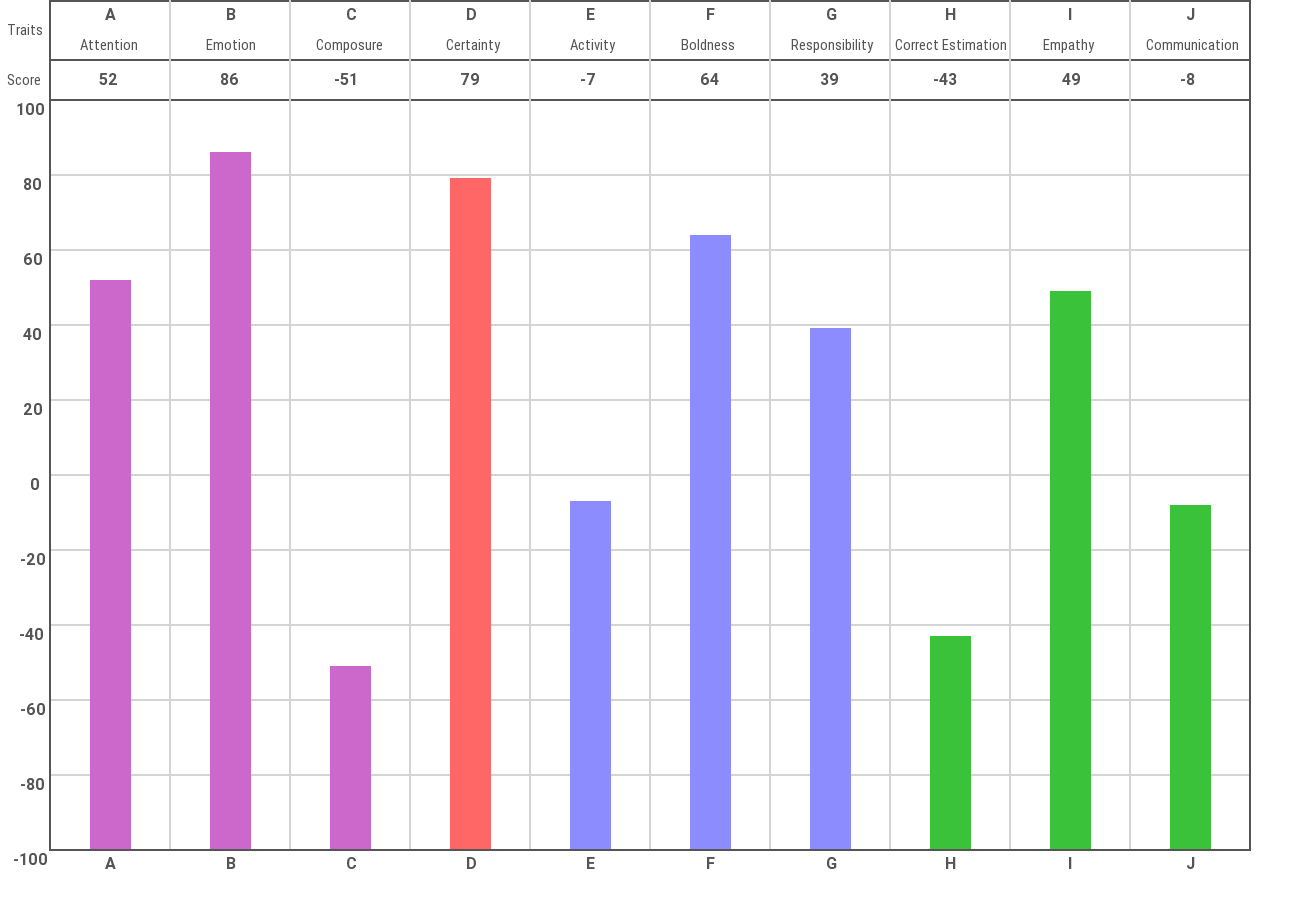 Traits A B C D E F G H I J
Attention Emotion Composure Certainty Activity Boldness Responsibility Correct Estimation Empathy Communication
Score 52 86 -51 79 -7 64 39 -43 49 -8
100
80
60
40
20
0
-20
-40
-60
-80
-100
A B C D E F G H I J